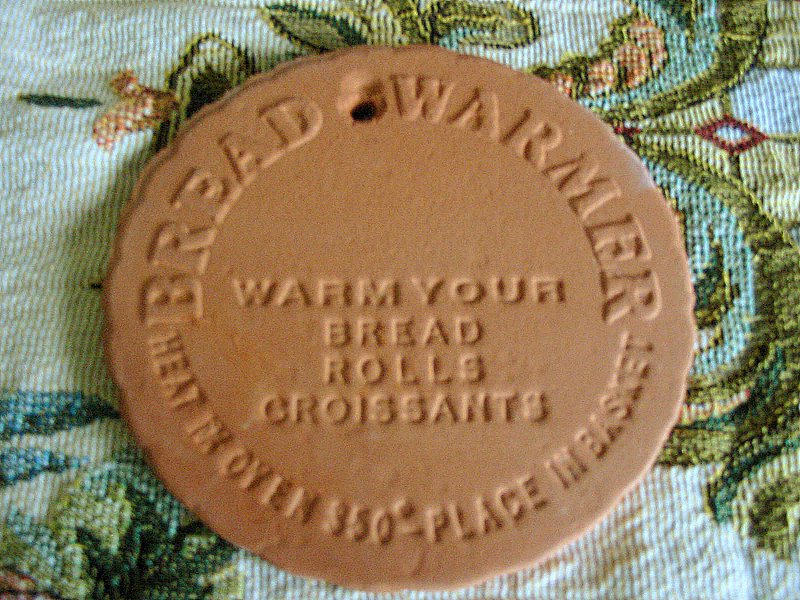 BREAD WARMER
WARM YOUR
BREAD
ROLLS
CROISSANTS
HEAT IN OVEN 350°-PLACE IN BASKET